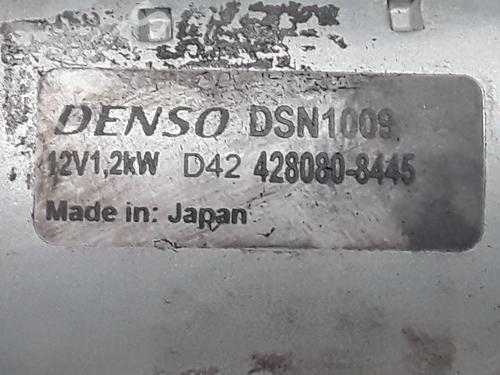 DENSO DSN1009
12V1,2kW D42 428080-8445
Made in: Japan